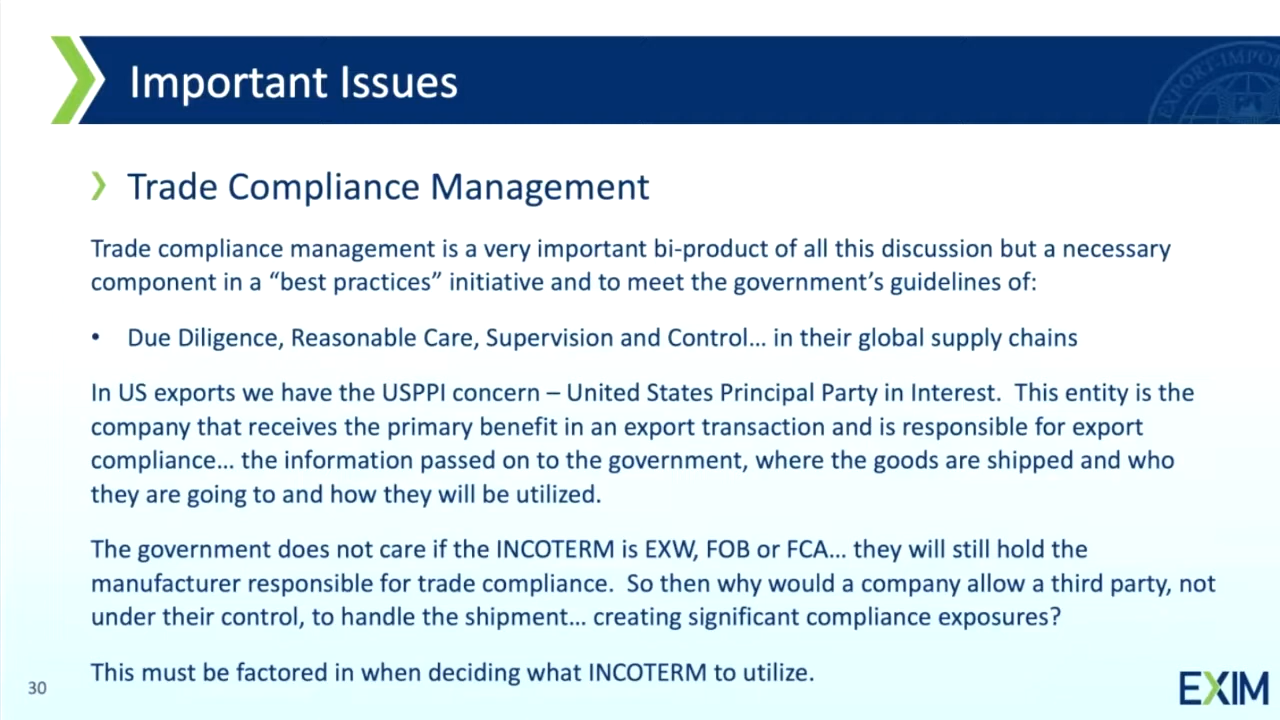 Important Issues
EXPORT-IMPO
Trade Compliance Management
Trade compliance management is a very important bi-product of all this discussion but a necessary
component in a “best practices” initiative and to meet the government’s guidelines of:
• Due Diligence, Reasonable Care, Supervision and Control... in their global supply chains
In US exports we have the USPPI concern – United States Principal Party in Interest. This entity is the
company that receives the primary benefit in an export transaction and is responsible for export
compliance... the information passed on to the government, where the goods are shipped and who
they are going to and how they will be utilized.
The government does not care if the INCOTERM is EXW, FOB or FCA... they will still hold the
manufacturer responsible for trade compliance. So then why would a company allow a third party, not
under their control, to handle the shipment... creating significant compliance exposures?
This must be factored in when deciding what INCOTERM to utilize.
30
EXIM